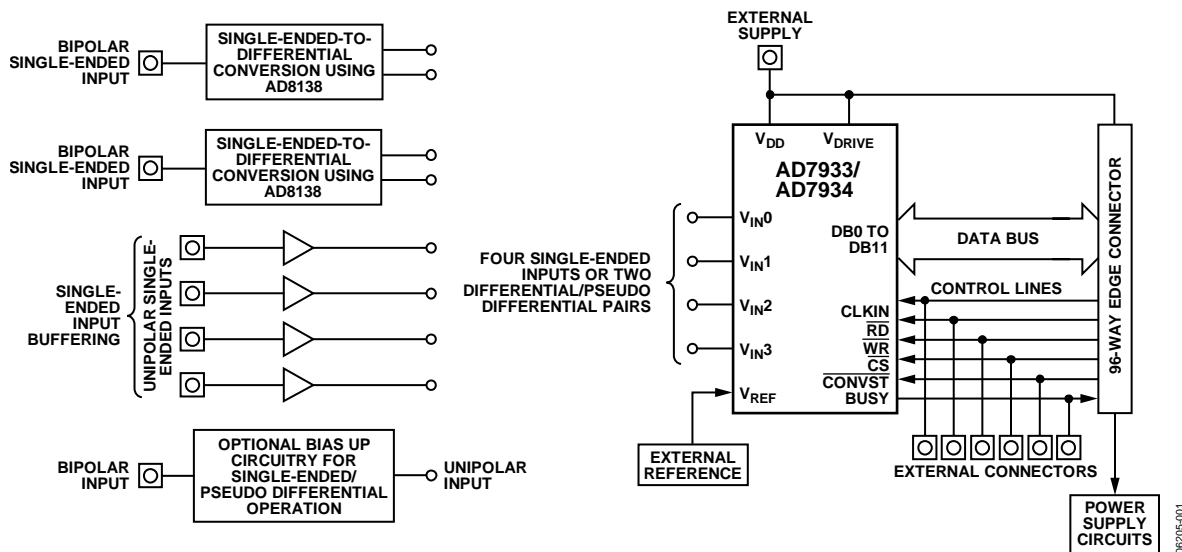 BIPOLAR
SINGLE-ENDED
INPUT
SINGLE-ENDED-TO-
DIFFERENTIAL
CONVERSION USING
AD8138
BIPOLAR
SINGLE-ENDED
INPUT
SINGLE-ENDED-TO-
DIFFERENTIAL
CONVERSION USING
AD8138
SINGLE-
ENDED
INPUT
BUFFERING
UNIPOLAR SINGLE-
ENDED INPUTS
BIPOLAR
INPUT
OPTIONAL BIAS UP
CIRCUITRY FOR
SINGLE-ENDED/
PSEUDO DIFFERENTIAL
OPERATION
UNIPOLAR
INPUT
EXTERNAL
SUPPLY
VDD
VDRIVE
AD7933/
AD7934
FOUR SINGLE-ENDED
INPUTS OR TWO
DIFFERENTIAL/PSEUDO
DIFFERENTIAL PAIRS
VIN0
VIN1
VIN2
VIN3
VREF
EXTERNAL
REFERENCE
DB0 TO
DB11
DATA BUS
CONTROL LINES
CLKIN
RD
WR
CS
CONVST
BUSY
96-WAY EDGE CONNECTOR
EXTERNAL CONNECTORS
POWER
SUPPLY
CIRCUITS
06205-001